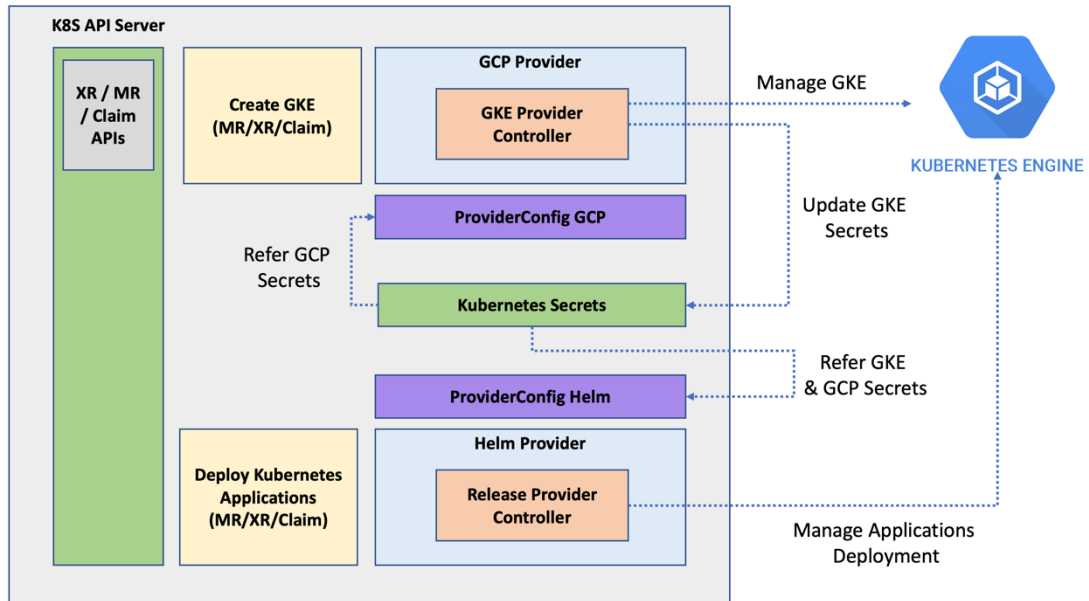 K8S API Server
XR / MR
/ Claim
APIs
Create GKE
(MR/XR/Claim)
GCP Provider
GKE Provider
Controller
Manage GKE
KUBERNETES ENGINE
ProviderConfig GCP
Update GKE
Secrets
Refer GCP
Secrets
Kubernetes Secrets
Refer GKE
& GCP Secrets
ProviderConfig Helm
Deploy Kubernetes
Applications
(MR/XR/Claim)
Helm Provider
Release Provider
Controller
Manage Applications
Deployment